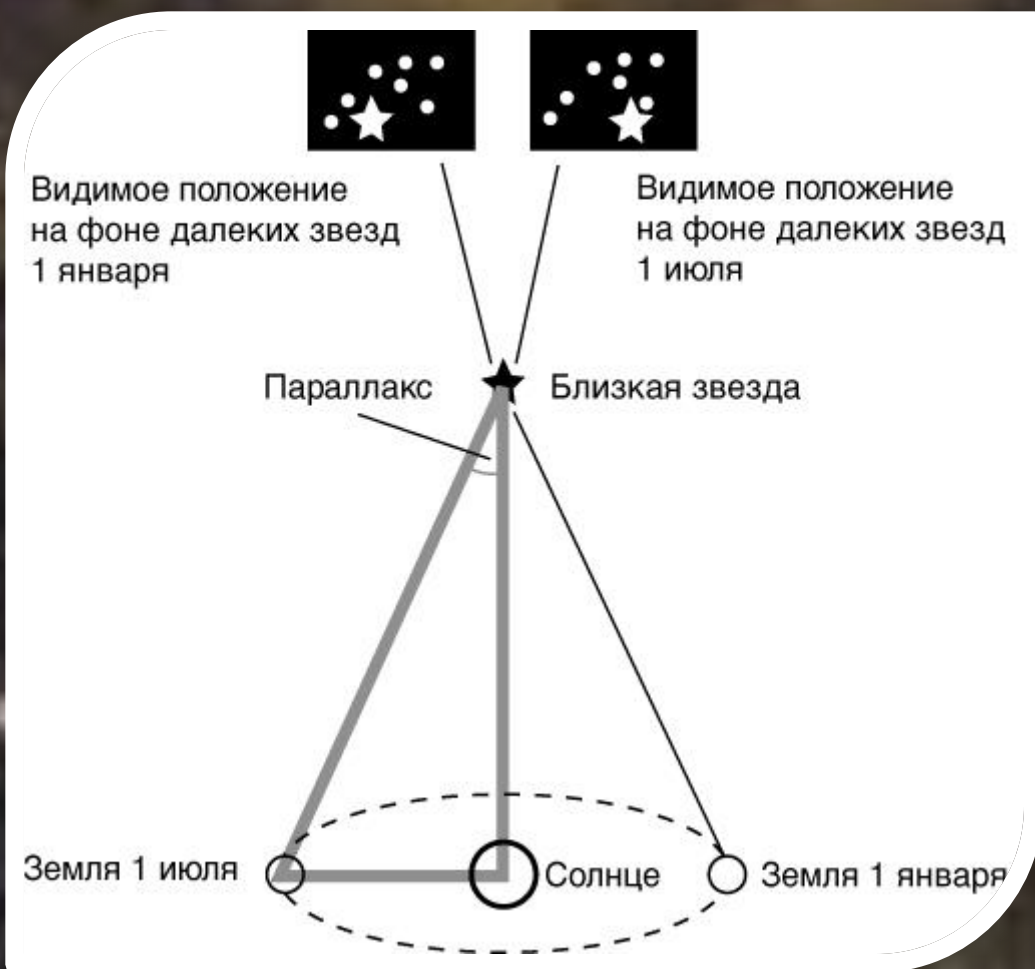 Видимое положение
на фоне далеких звезд
1 января
Видимое положение
на фоне далеких звезд
1 июля
Параллакс
Близкая звезда
Земля 1 июля
Солнце
Земля 1 января